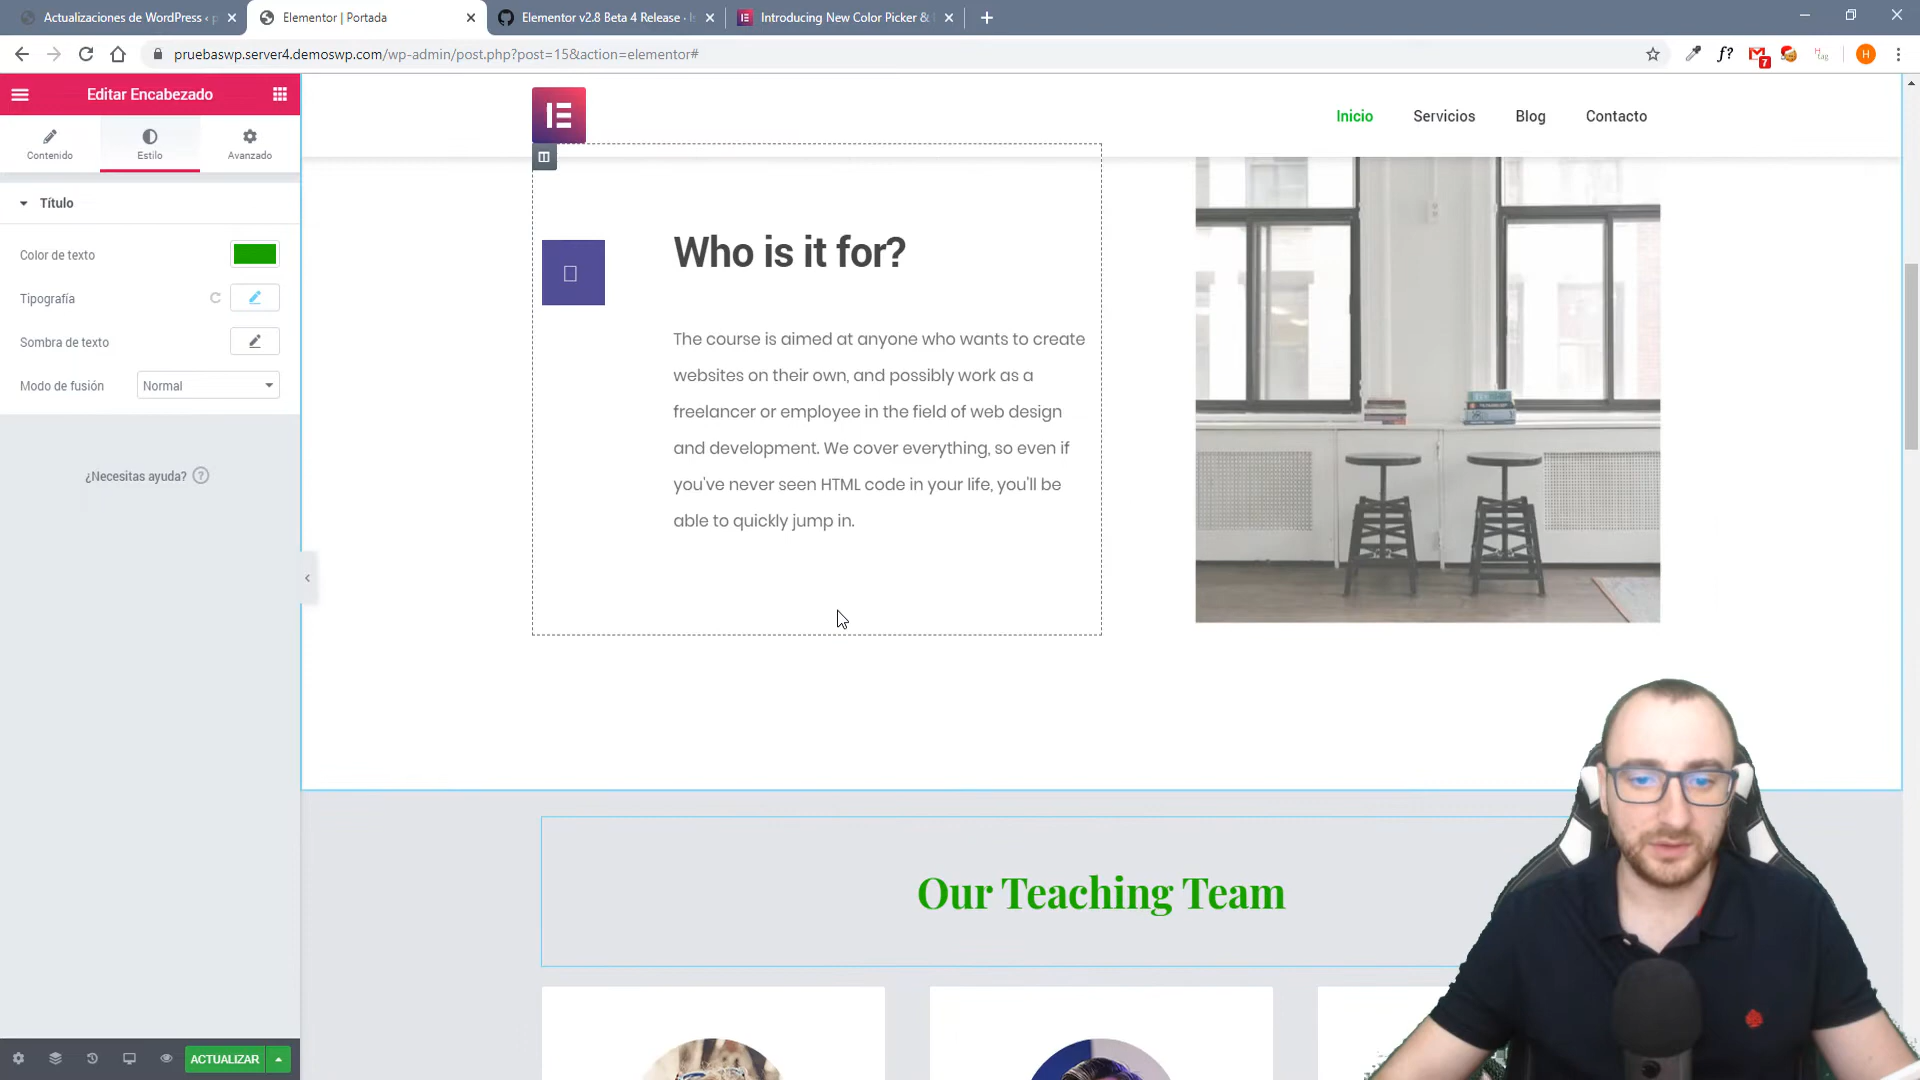 Actualizaciones de WordPress ‹ p
Elementor | Portada
Elementor v2.8 Beta 4 Release · Is
Introducing New Color Picker &
pruebaswp.server4.demoswp.com/wp-admin/post.php?post=15&action=elementor#
f?
7
tag
H
Editar Encabezado
Contenido
Estilo
Avanzado
Título
Color de texto
Tipografía
Sombra de texto
Modo de fusión
Normal
¿Necesitas ayuda?
ACTUALIZAR
Inicio
Servicios
Blog
Contacto
Who is it for?
The course is aimed at anyone who wants to create
websites on their own, and possibly work as a
freelancer or employee in the field of web design
and development. We cover everything, so even if
you've never seen HTML code in your life, you'll be
able to quickly jump in.
Our Teaching Team